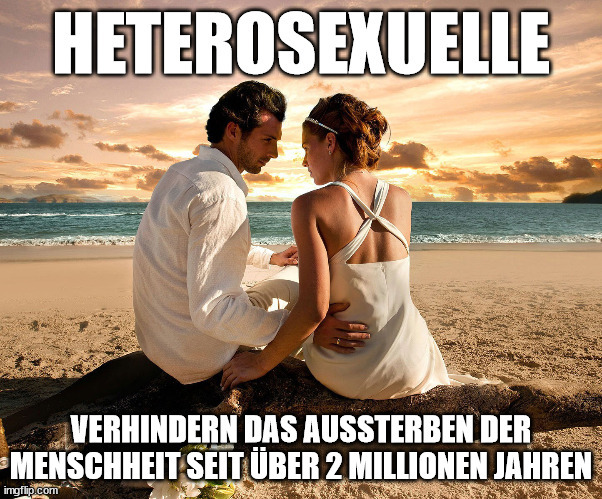 HETEROSEXUELLE
VERHINDERN DAS AUSSTERBEN DER
MENSCHHEIT SEIT ÜBER 2 MILLIONEN JAHREN
imgflip.com